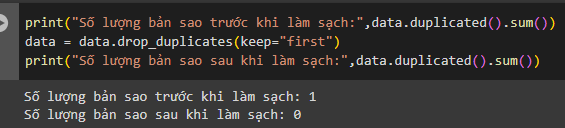 print("Số lượng bản sao trước khi làm sạch:",data.duplicated().sum())
data = data.drop_duplicates(keep="first")
print("Số lượng bản sao sau khi làm sạch:",data.duplicated().sum())
Số lượng bản sao trước khi làm sạch: 1
Số lượng bản sao sau khi làm sạch: 0